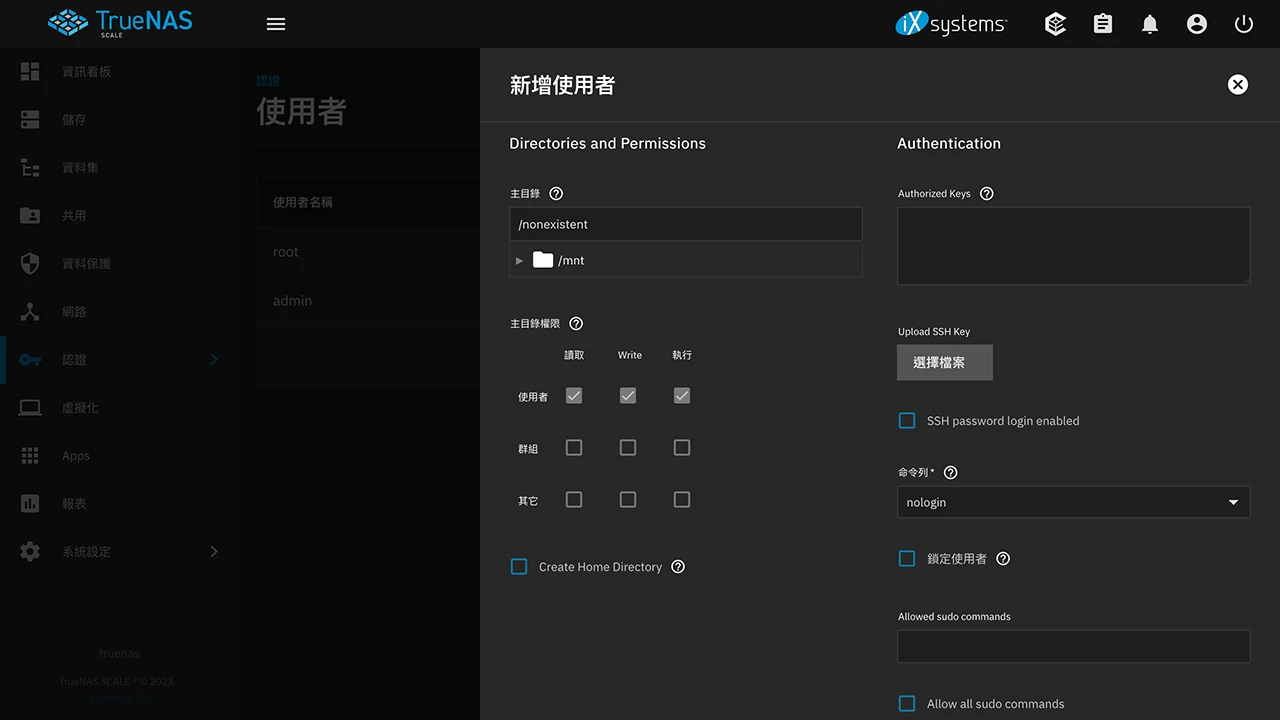 TrueNAS
SCALE
iXsystems
資訊看板
儲存
資料集
共用
資料保護
網路
認證
虛擬化
Apps
報表
系統設定
truenas
TrueNAS SCALE ® © 2023
iXsystems, Inc
認證
使用者
使用者名稱
root
admin
新增使用者
Directories and Permissions
主目錄
/nonexistent
/mnt
主目錄權限
讀取 Write 執行
使用者
群組
其它
Create Home Directory
Authentication
Authorized Keys
Upload SSH Key
選擇檔案
SSH password login enabled
命令列 *
nologin
鎖定使用者
Allowed sudo commands
Allow all sudo commands